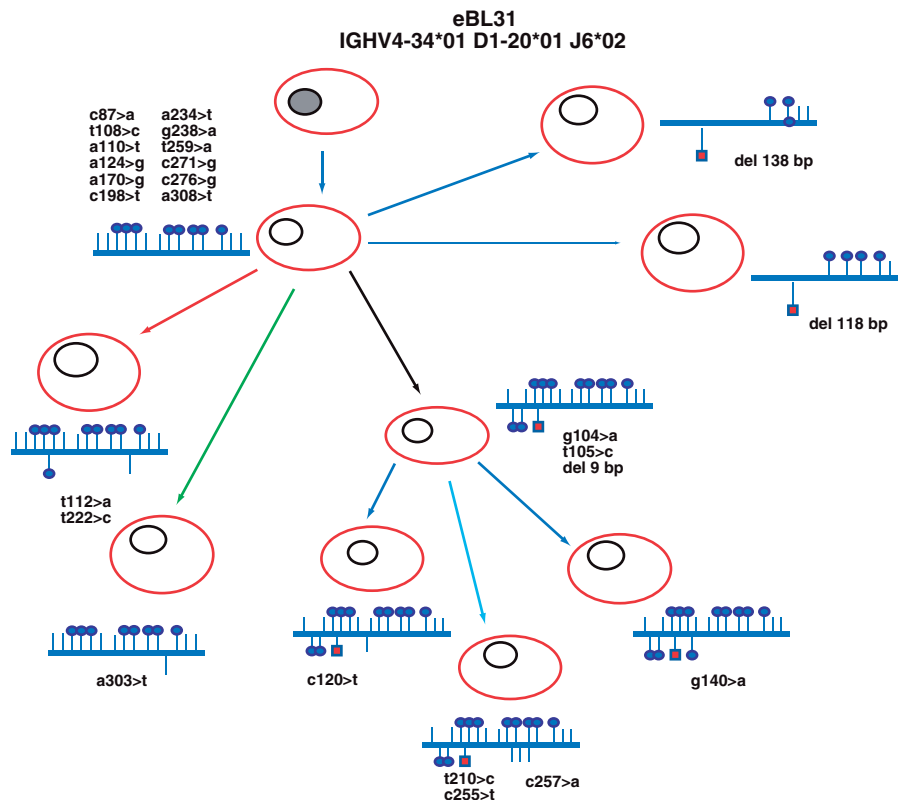 eBL31
IGHV4-34*01 D1-20*01 J6*02
c87>a a234>t
t108>c g238>a
a110>t t259>a
a124>g c271>g
a170>g c276>g
c198>t a308>t
del 138 bp
del 118 bp
g104>a
t105>c
del 9 bp
t112>a
t222>c
a303>t
c120>t
g140>a
t210>c c257>a
c255>t